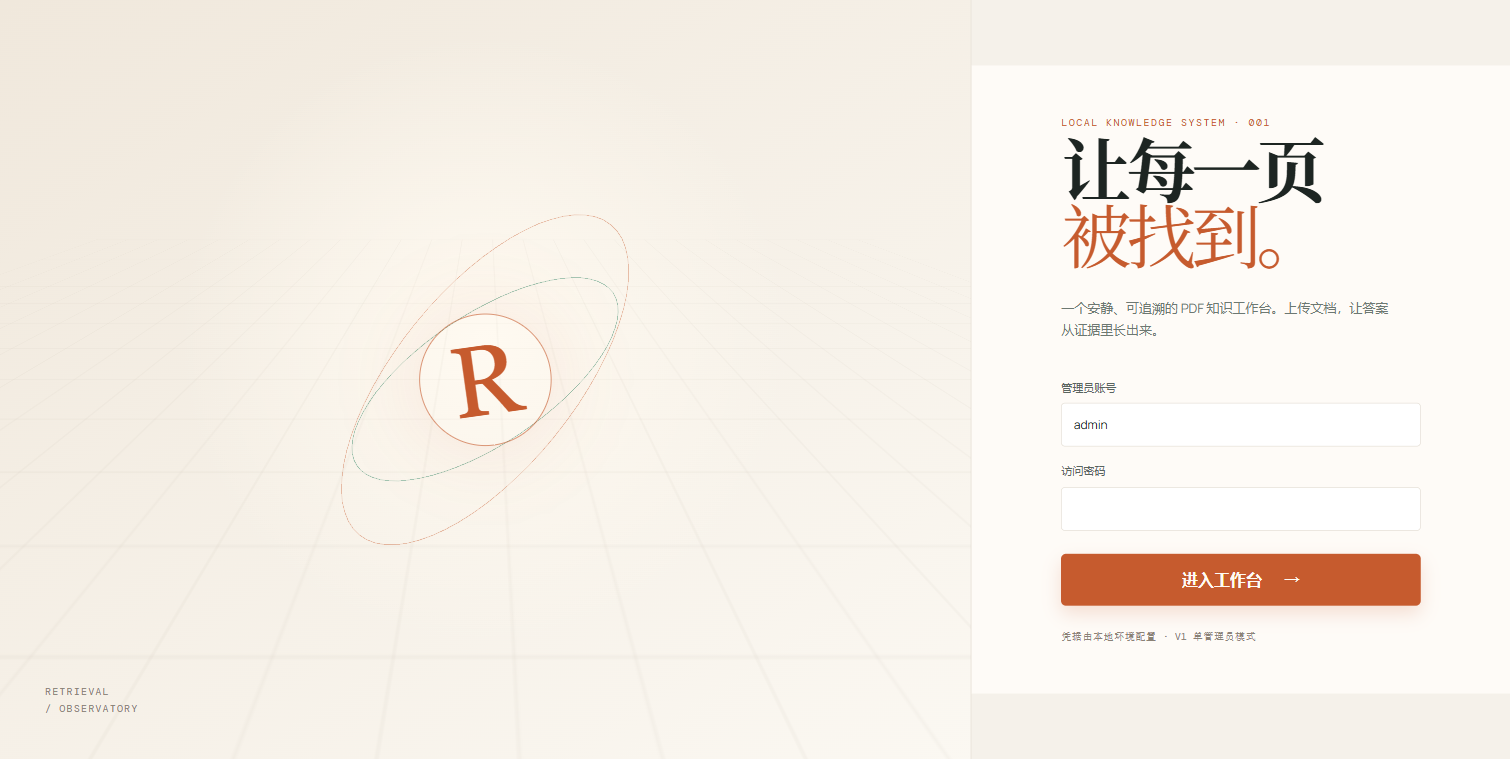 R
RETRIEVAL
/ OBSERVATORY
LOCAL KNOWLEDGE SYSTEM · 001
让每一页
被找到。
一个安静、可追溯的 PDF 知识工作台。上传文档，让答案
从证据里长出来。
管理员账号
admin
访问密码
进入工作台 →
凭据由本地环境配置 · V1 单管理员模式